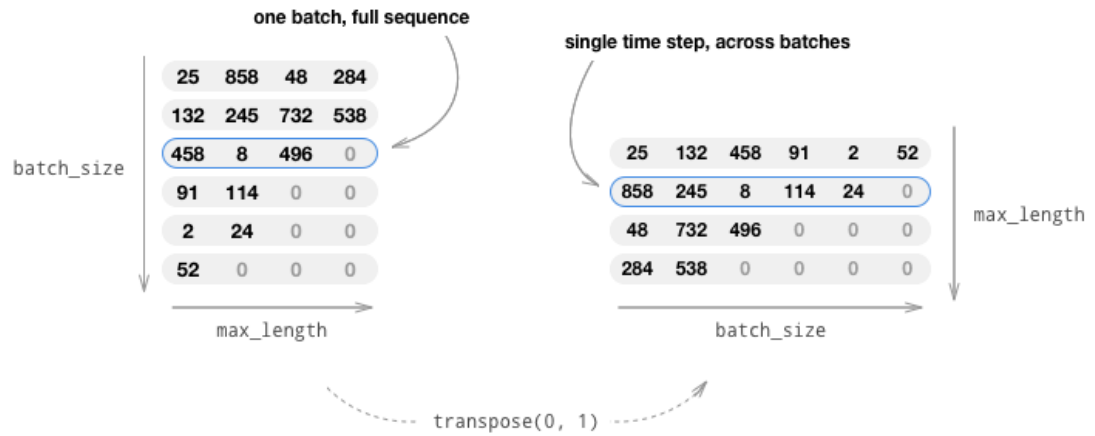 one batch, full sequence
single time step, across batches
batch_size
25 858 48 284
132 245 732 538
458 8 496 0
91 114 0 0
2 24 0 0
52 0 0 0
max_length
25 132 458 91 2 52
858 245 8 114 24 0
48 732 496 0 0 0
284 538 0 0 0 0
max_length
batch_size
transpose(0, 1)